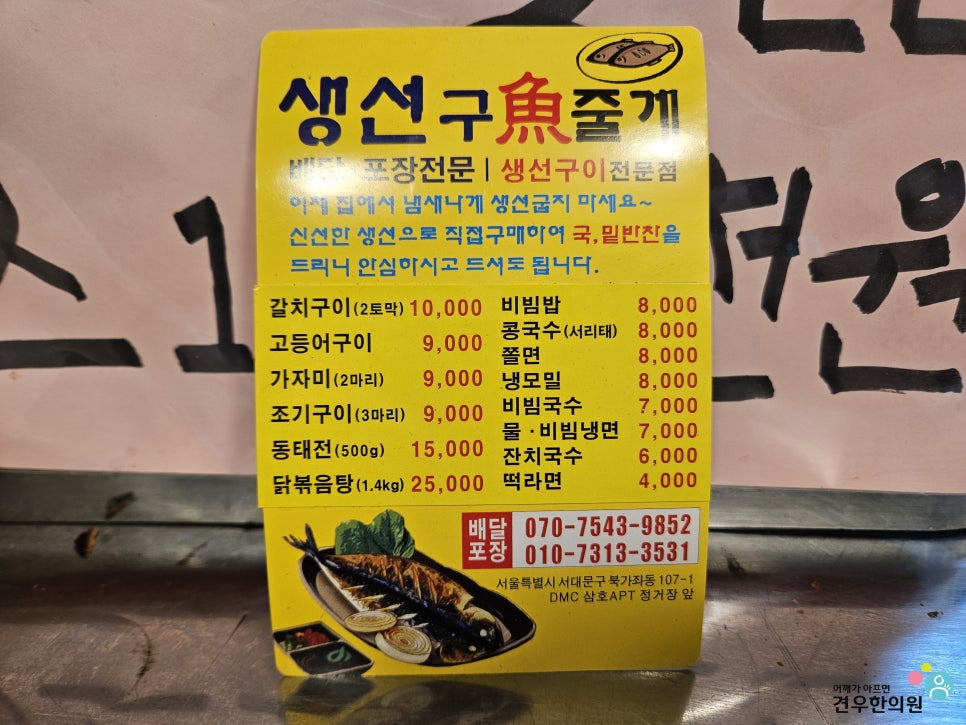 생선구魚줄게
배달·포장전문 | 생선구이전문점
이제 집에서 냄새나게 생선굽지 마세요~
신선한 생선으로 직접구매하여 국,밑반찬을
드리니 안심하시고 드셔도 됩니다.
갈치구이(2토막) 10,000
고등어구이 9,000
가자미(2마리) 9,000
조기구이(3마리) 9,000
동태전(500g) 15,000
닭볶음탕(1.4kg) 25,000
비빔밥 8,000
콩국수(서리태) 8,000
쫄면 8,000
냉모밀 8,000
비빔국수 7,000
물·비빔냉면 7,000
잔치국수 6,000
떡라면 4,000
배달 포장
070-7543-9852
010-7313-3531
서울특별시 서대문구 북가좌동 107-1
DMC 삼호APT 정거장 앞
어깨가 아프면
견우한의원